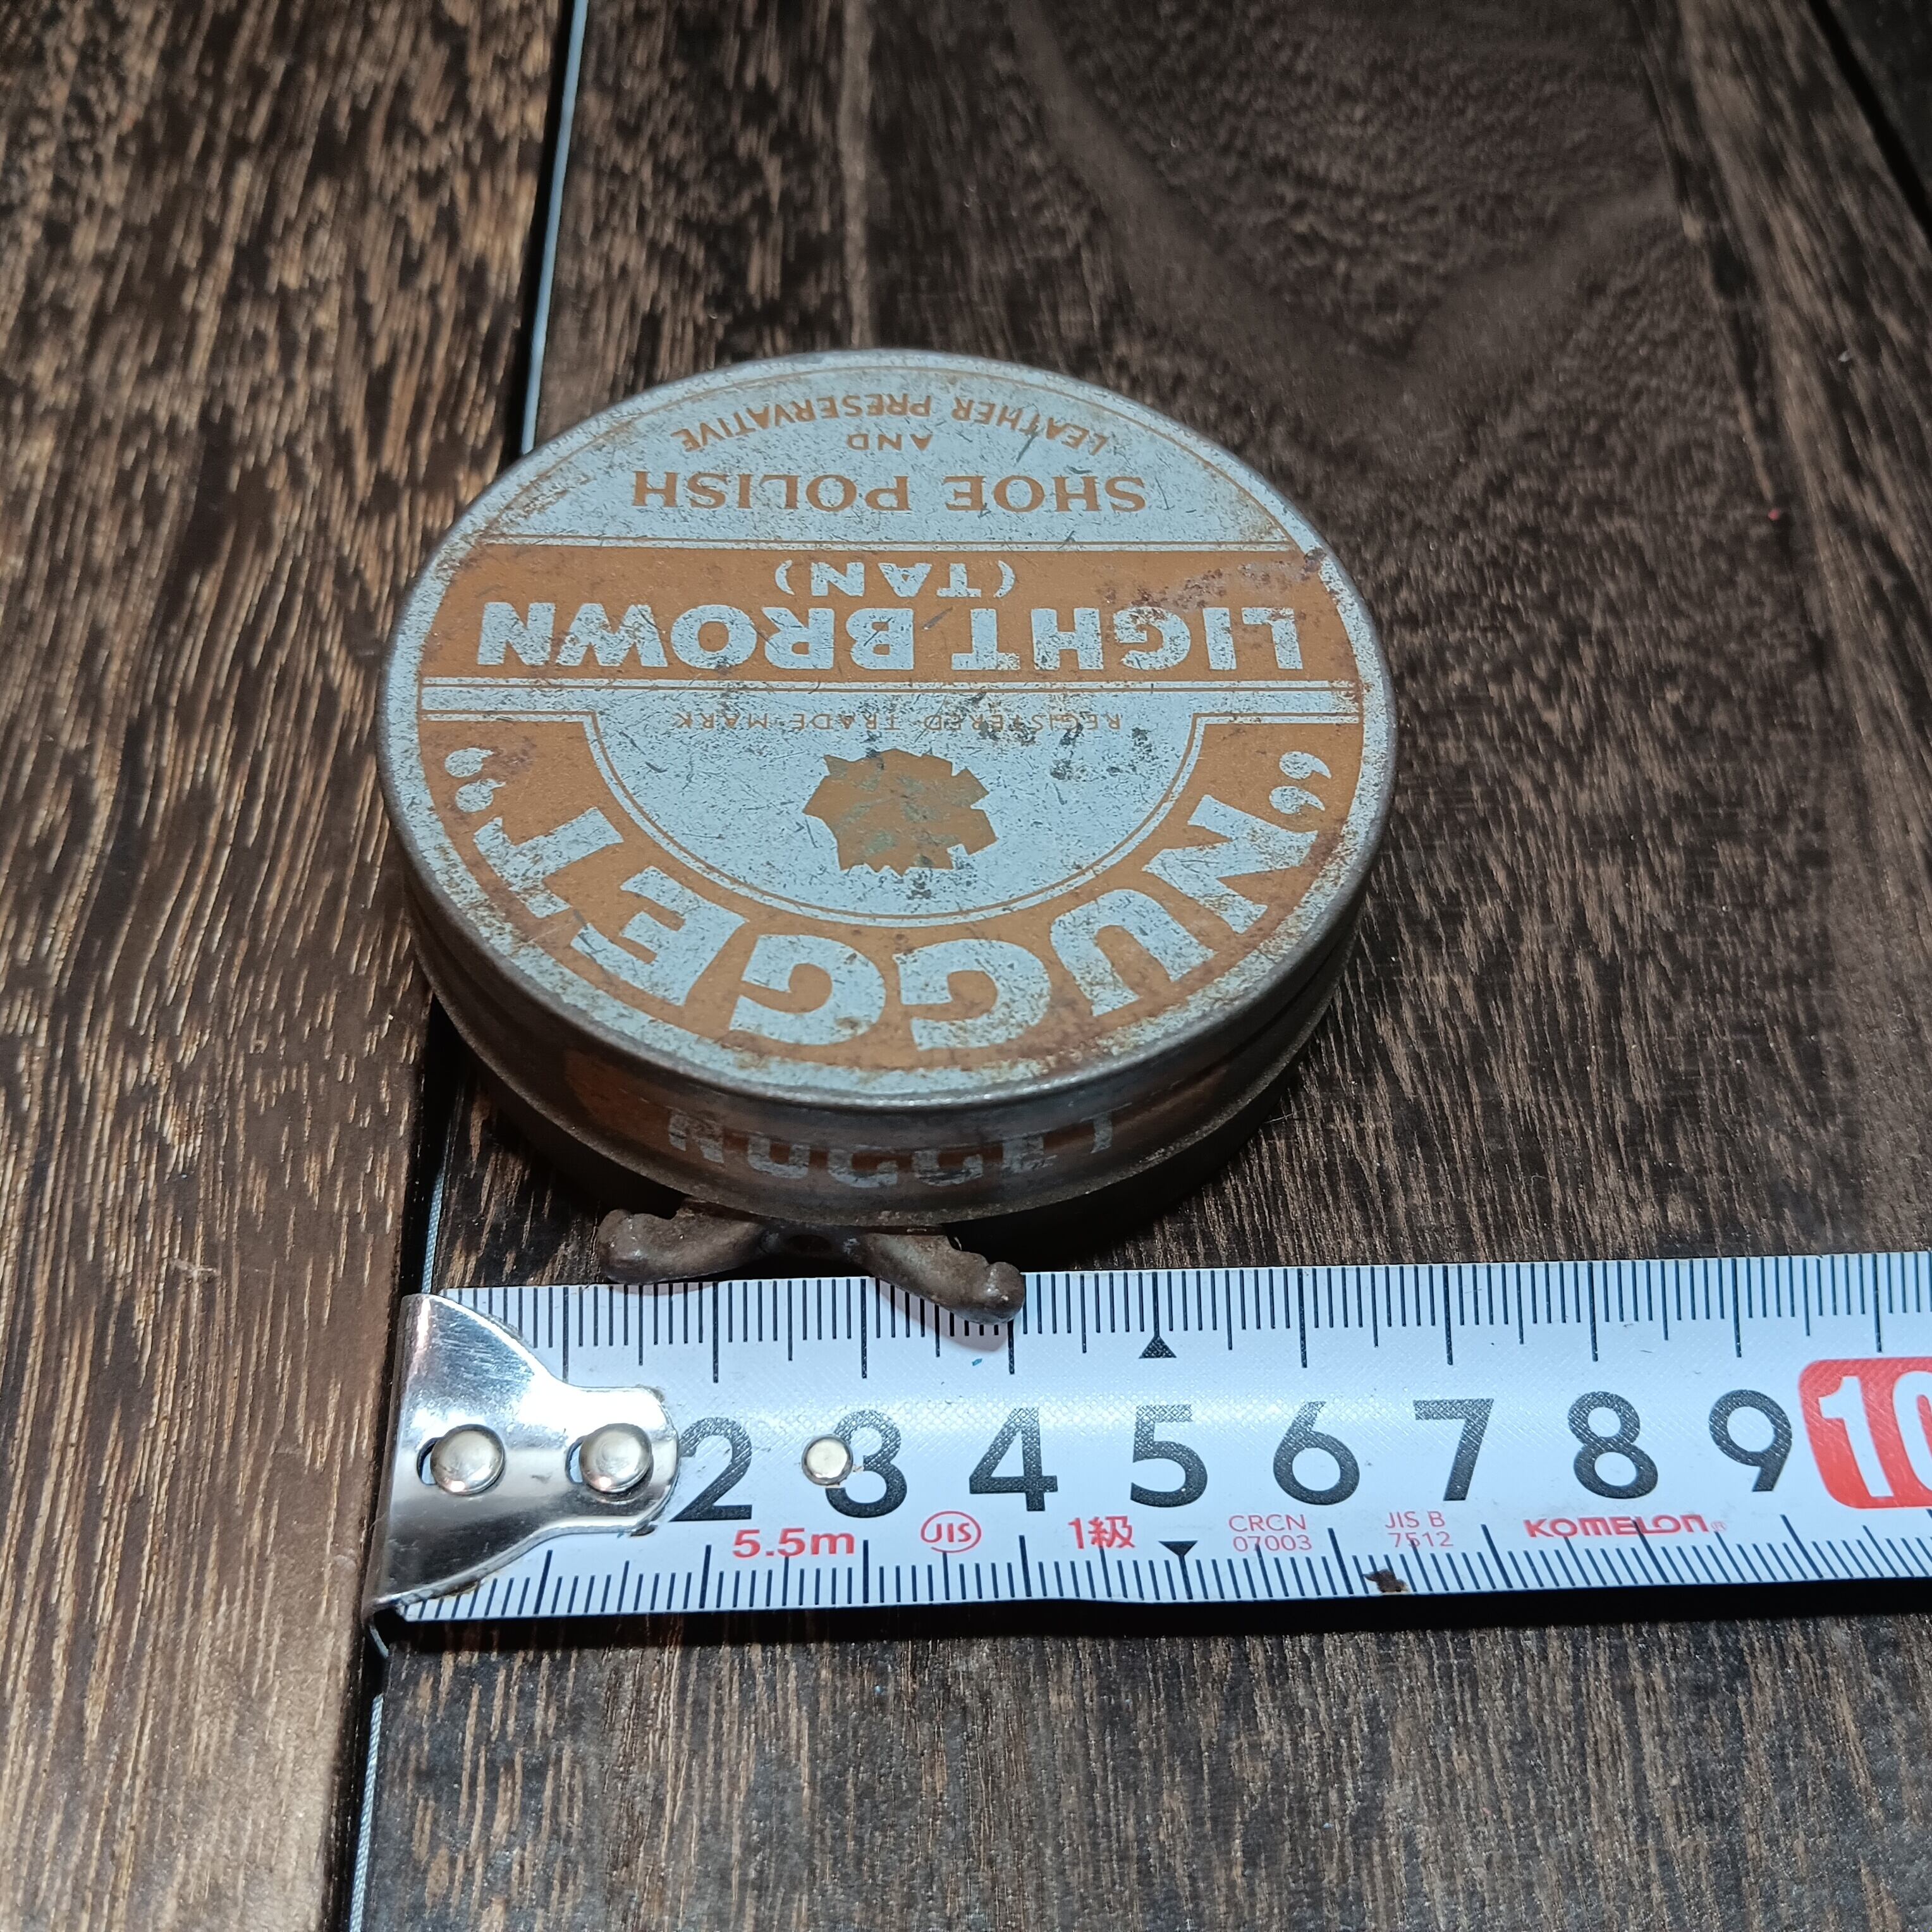 "NUGGET"
REGISTERED TRADE MARK
LIGHT BROWN
(TAN)
SHOE POLISH
AND
LEATHER PRESERVATIVE
NUGGET
2 3 4 5 6 7 8 9 10
5.5m JIS 1級 CRCN 07003 JIS B 7512 KOMELON